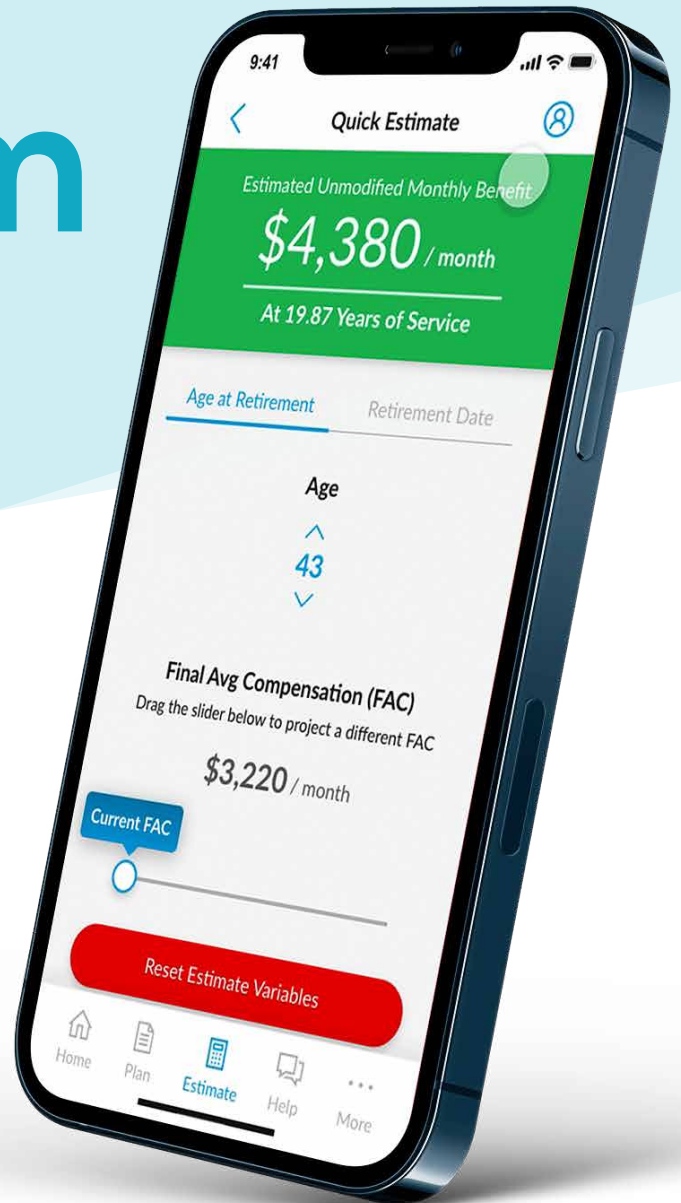 m
9:41
Quick Estimate
Estimated Unmodified Monthly Benefit
$4,380 / month
At 19.87 Years of Service
Age at Retirement
Retirement Date
Age
43
Final Avg Compensation (FAC)
Drag the slider below to project a different FAC
$3,220 / month
Current FAC
Reset Estimate Variables
Home
Plan
Estimate
Help
More